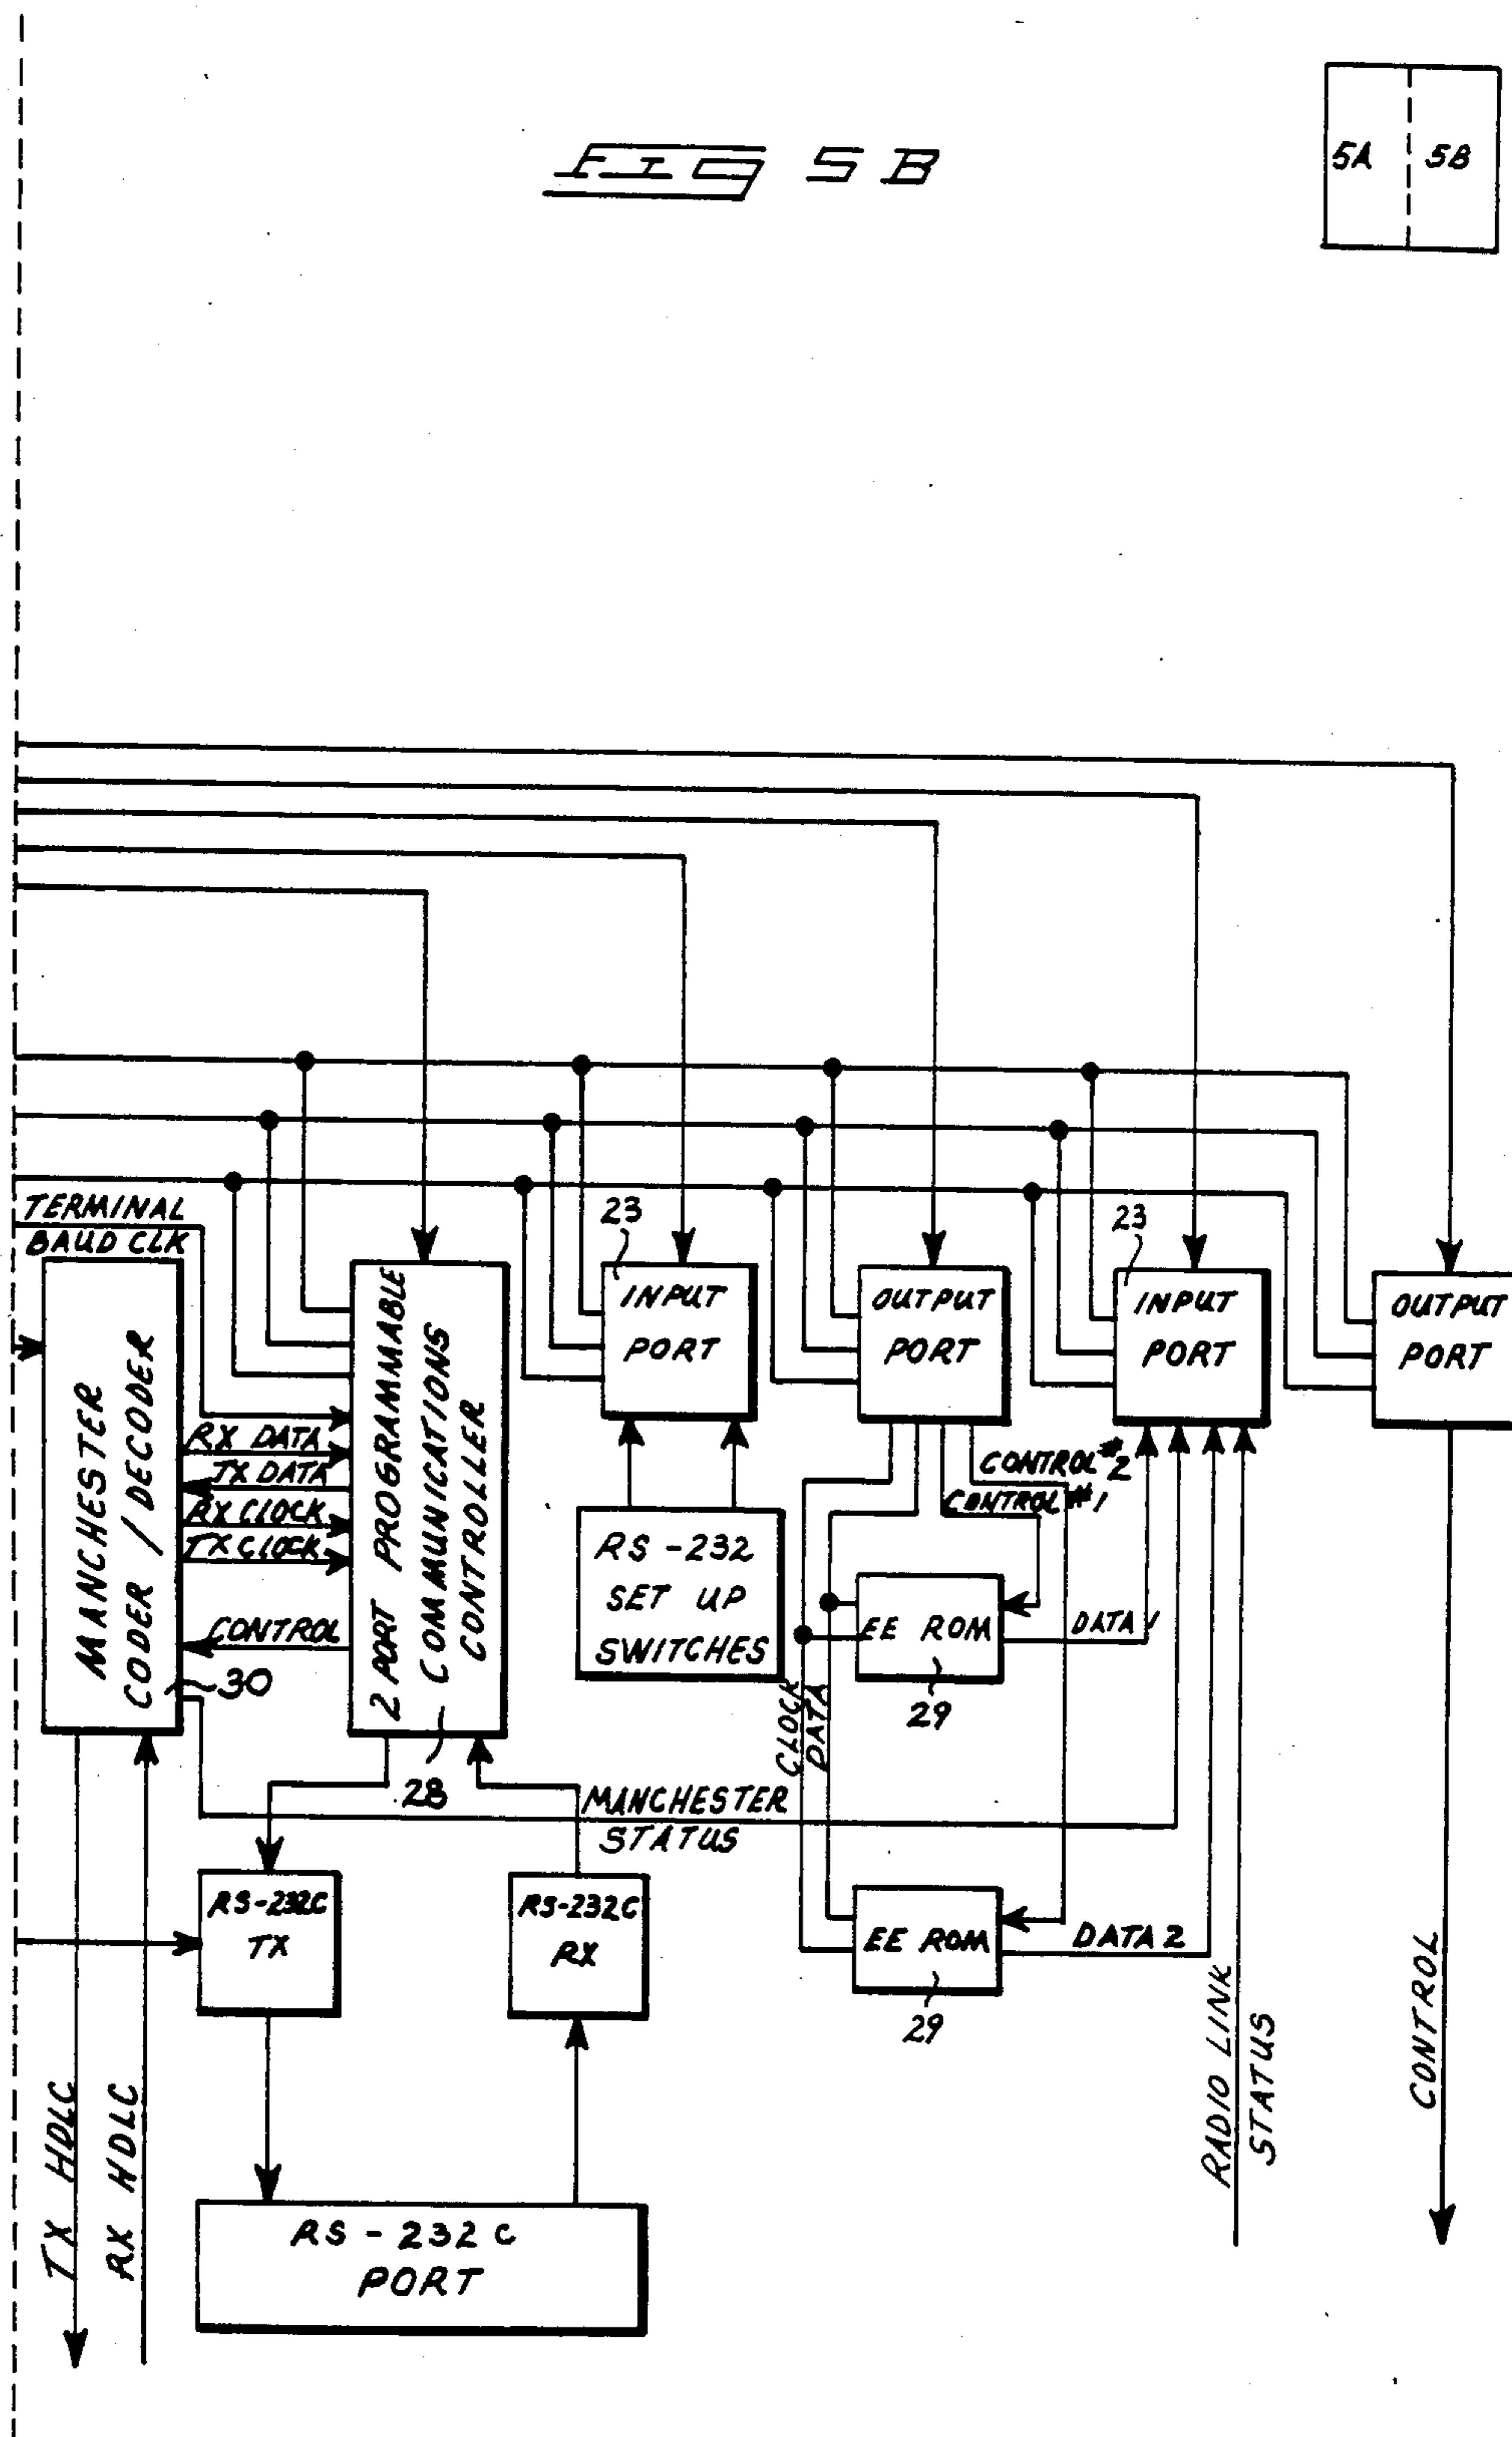 FIG 5B
5A 5B
TERMINAL
BAUD CLK
MANCHESTER
CODER / DECODER
30
RX DATA
TX DATA
RX CLOCK
TX CLOCK
CONTROL
2 PORT PROGRAMMABLE
COMMUNICATIONS
CONTROLLER
28
23
INPUT
PORT
RS-232
SET UP
SWITCHES
OUTPUT
PORT
CONTROL #2
CONTROL #1
CLOCK
DATA
EE ROM
29
DATA 1
EE ROM
29
DATA 2
23
INPUT
PORT
OUTPUT
PORT
MANCHESTER
STATUS
RS-232C
TX
RS-232C
RX
RS-232C
PORT
TX HDLC
RX HDLC
RADIO LINK
STATUS
CONTROL